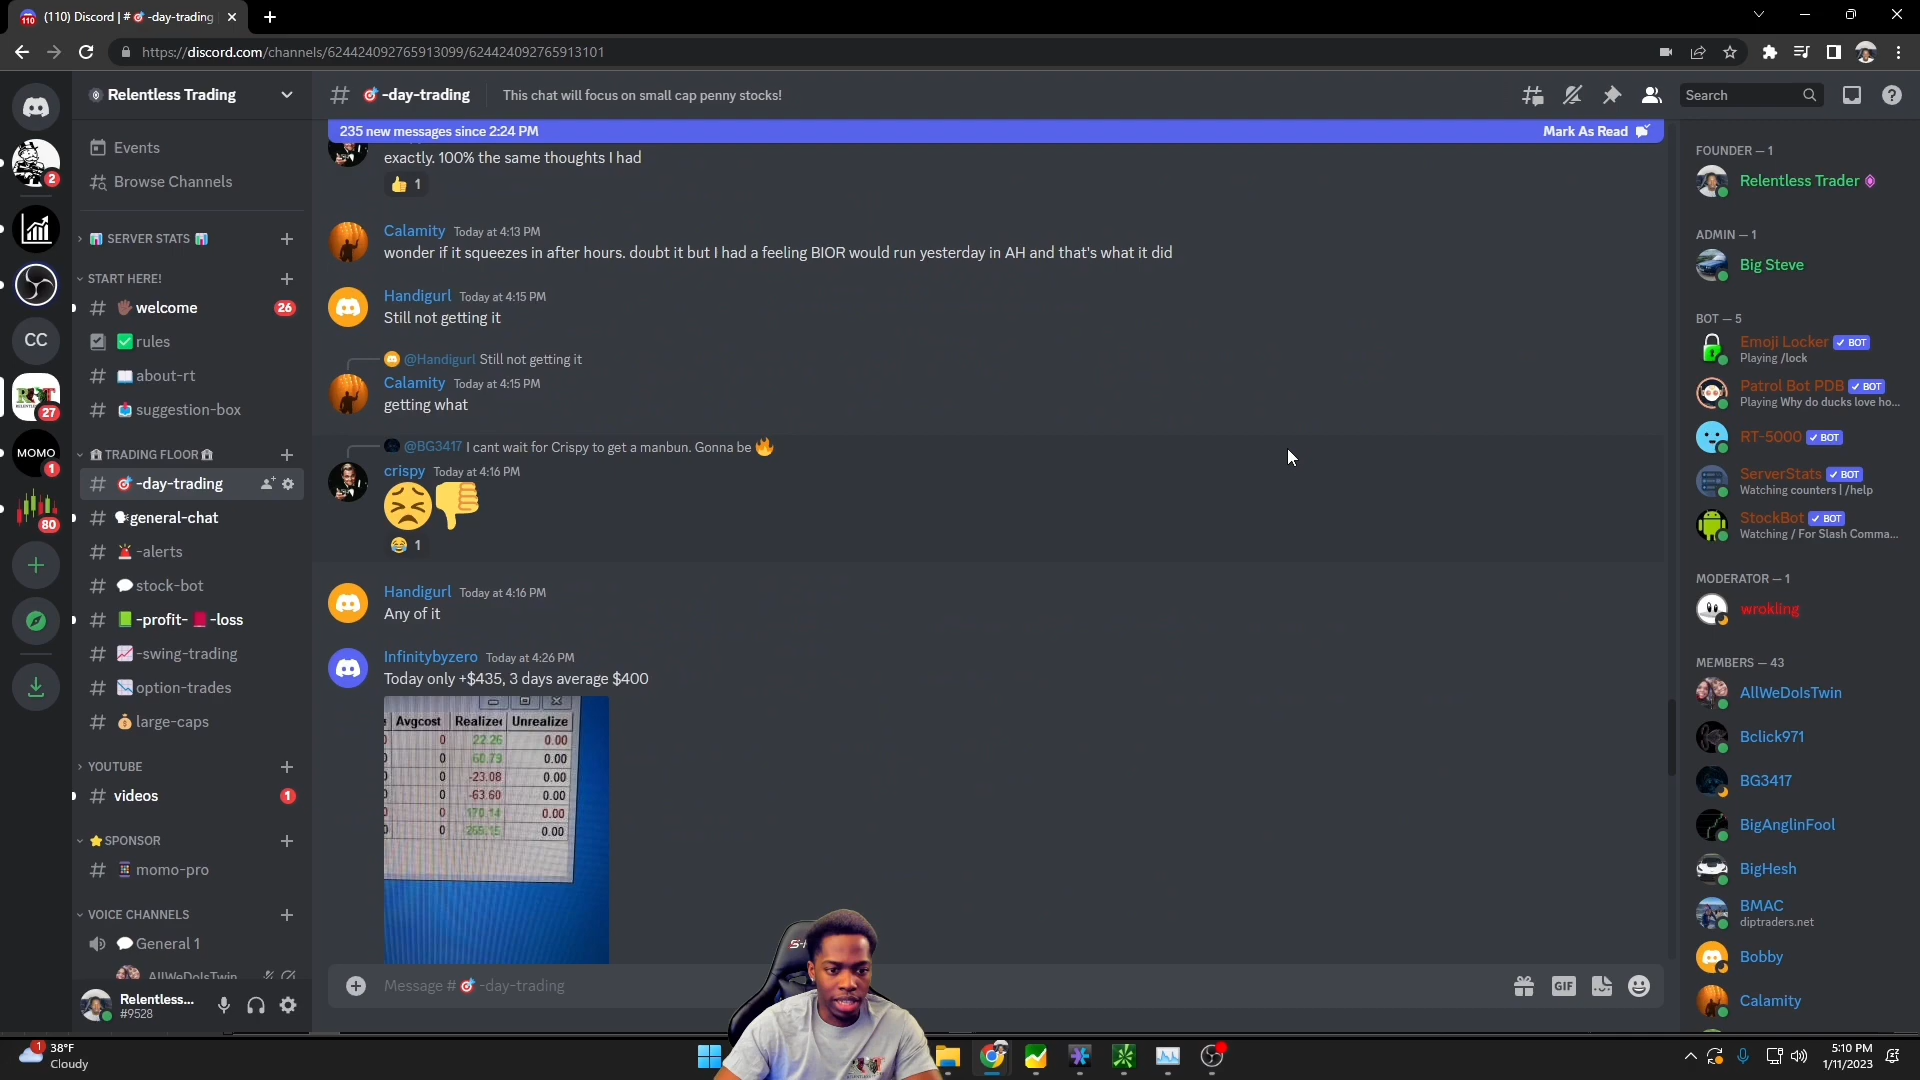 (110) Discord | # -day-trading
https://discord.com/channels/624424092765913099/624424092765913101
Relentless Trading
-day-trading
This chat will focus on small cap penny stocks!
Search
235 new messages since 2:24 PM
Mark As Read
Events
Browse Channels
SERVER STATS
START HERE!
welcome
26
rules
about-rt
suggestion-box
TRADING FLOOR
-day-trading
general-chat
-alerts
stock-bot
-profit- -loss
-swing-trading
option-trades
large-caps
YOUTUBE
videos
1
SPONSOR
momo-pro
VOICE CHANNELS
General 1
AllWeDoIsTwin
Relentless...
#9528
2
CC
27
MOMO
1
80
exactly. 100% the same thoughts I had
1
Calamity Today at 4:13 PM
wonder if it squeezes in after hours. doubt it but I had a feeling BIOR would run yesterday in AH and that's what it did
Handigurl Today at 4:15 PM
Still not getting it
@Handigurl Still not getting it
Calamity Today at 4:15 PM
getting what
@BG3417 I cant wait for Crispy to get a manbun. Gonna be
crispy Today at 4:16 PM
1
Handigurl Today at 4:16 PM
Any of it
Infinitybyzero Today at 4:26 PM
Today only +$435, 3 days average $400
Avgcost Realized Unrealize
0 22.26 0.00
0 60.79 0.00
0 -23.08 0.00
0 -63.60 0.00
0 170.14 0.00
0 265.15 0.00
Message # -day-trading
GIF
FOUNDER — 1
Relentless Trader
ADMIN — 1
Big Steve
BOT — 5
Emoji Locker BOT
Playing /lock
Patrol Bot PDB BOT
Playing Why do ducks love ho...
RT-5000 BOT
ServerStats BOT
Watching counters | /help
StockBot BOT
Watching / For Slash Comma...
MODERATOR — 1
wrokling
MEMBERS — 43
AllWeDoIsTwin
Bclick971
BG3417
BigAnglinFool
BigHesh
BMAC
diptraders.net
Bobby
Calamity
1
38°F
Cloudy
5:10 PM
1/11/2023